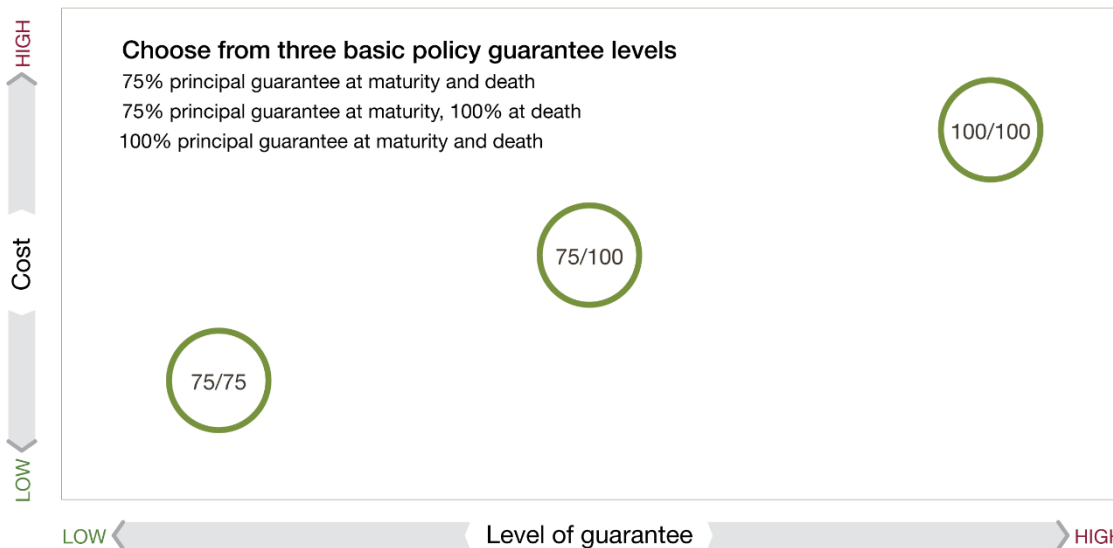 HIGH
Choose from three basic policy guarantee levels
75% principal guarantee at maturity and death
75% principal guarantee at maturity, 100% at death
100% principal guarantee at maturity and death
100/100
75/100
Cost
75/75
LOW
LOW
Level of guarantee
HIGH